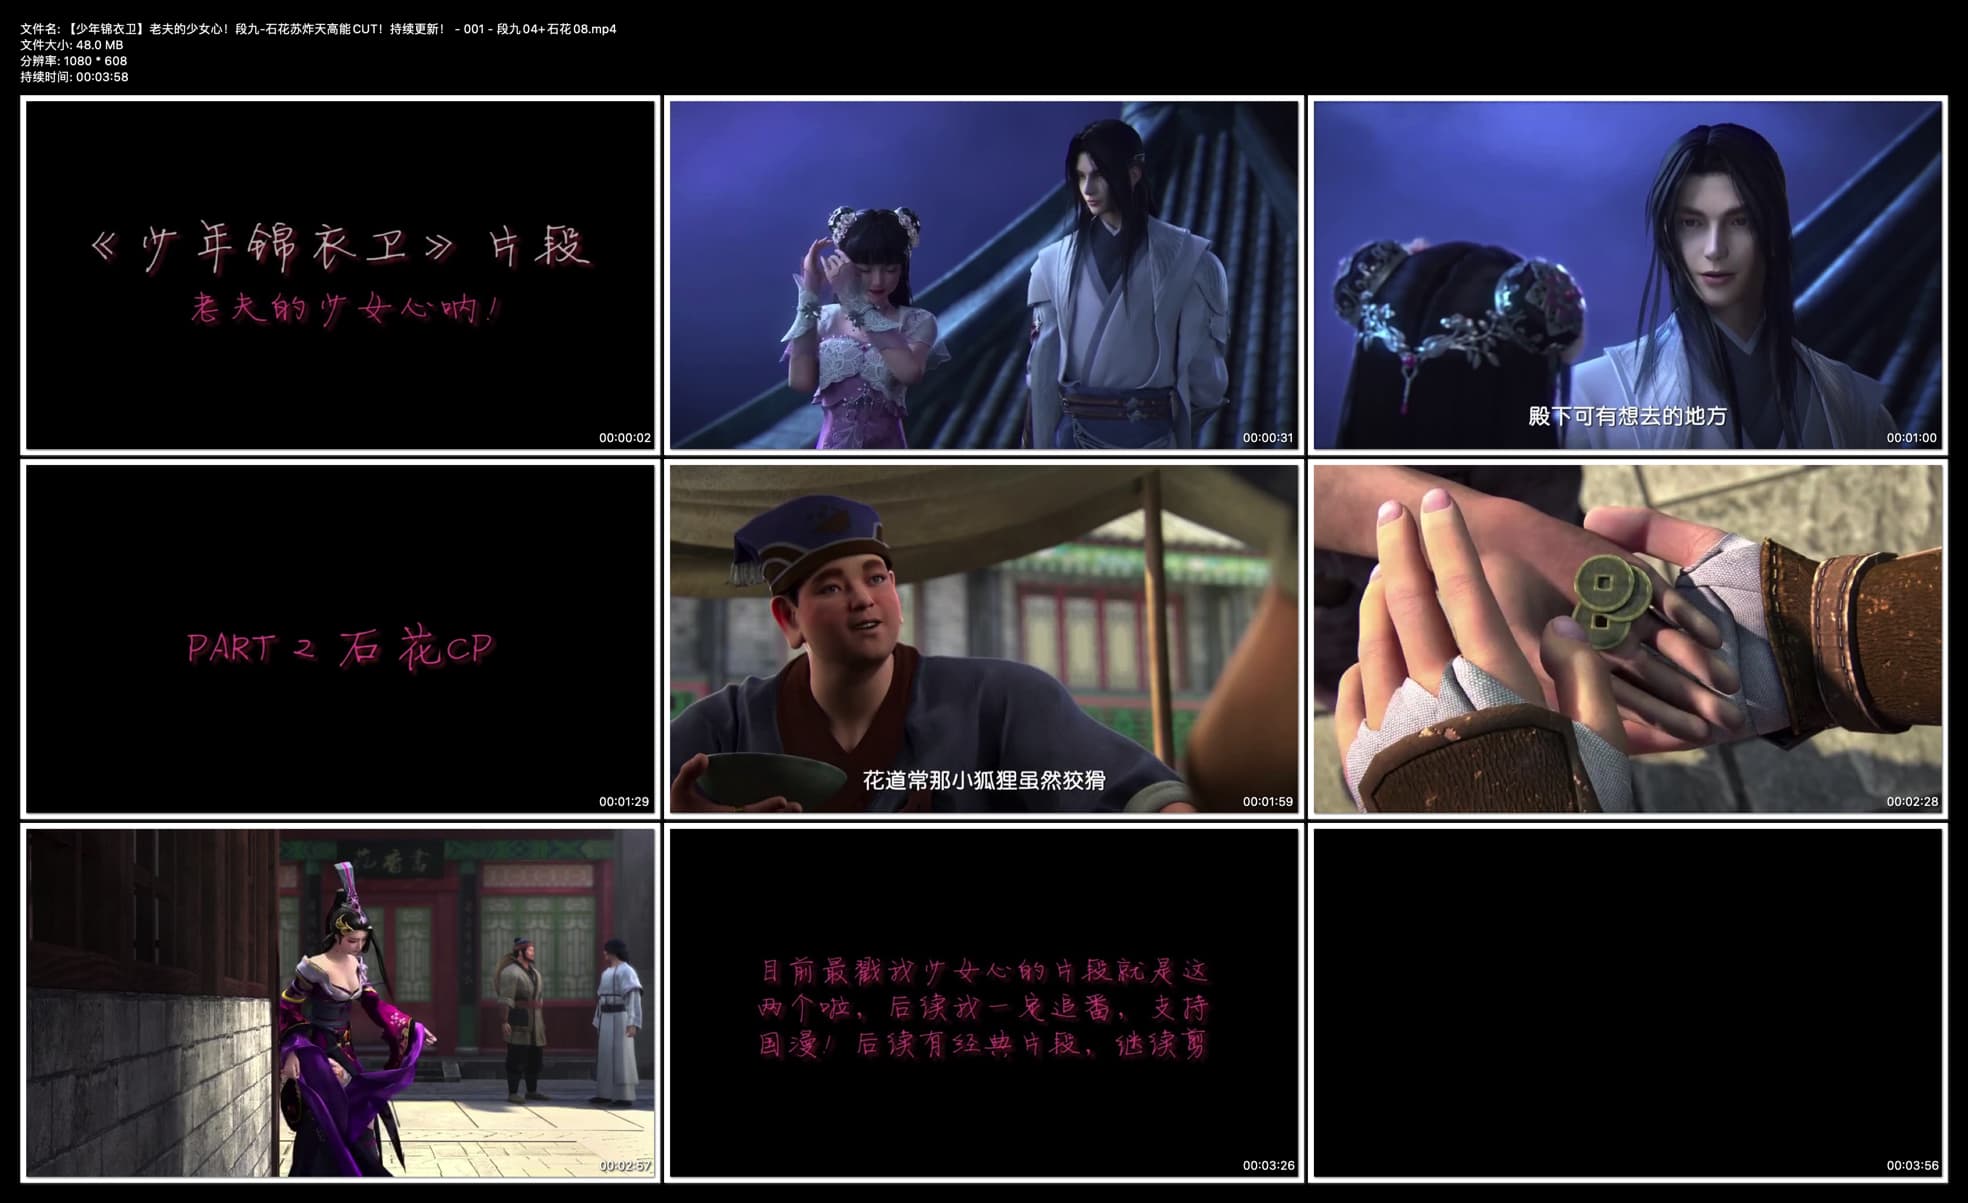 文件名: 【少年锦衣卫】老夫的少女心！段九-石花苏炸天高能CUT！持续更新！ - 001 - 段九04+石花08.mp4
文件大小: 48.0 MB
分辨率: 1080 * 608
持续时间: 00:03:58
《少年锦衣卫》片段
老夫的少女心呐！
00:00:02
00:00:31
殿下可有想去的地方
00:01:00
PART 2 石花CP
00:01:29
花道常那小狐狸虽然狡猾
00:01:59
00:02:28
00:02:57
目前最戳我少女心的片段就是这
两个啦，后续我一定追番，支持
国漫！后续有经典片段，继续剪
00:03:26
00:03:56